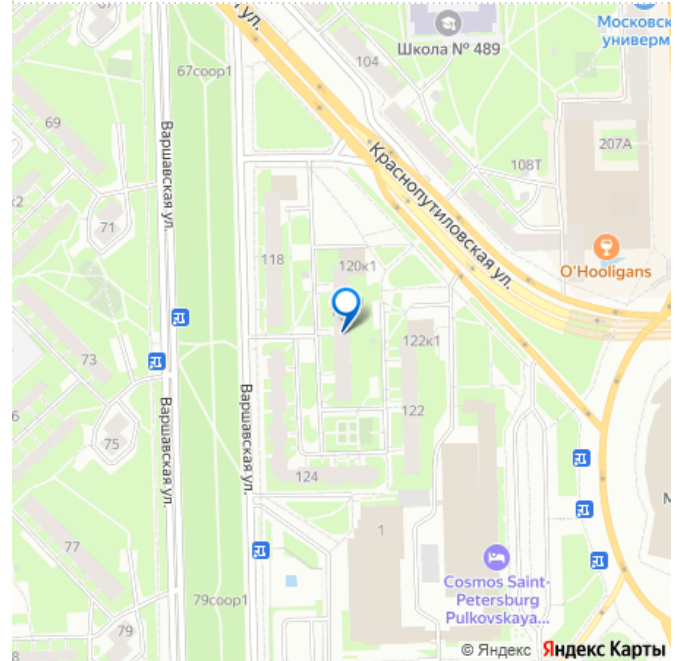 ул.
Московск
универм
Школа № 489
104
67соор1
69
Варшавская ул.
Краснопутиловская ул.
207А
108Т
71
118
120к1
O'Hooligans
73
122к1
Варшавская ул.
Варшавская ул.
122
75
124
77
1
Cosmos Saint-
Petersburg
Pulkovskaya...
79соор1
79
© Яндекс Яндекс Карты